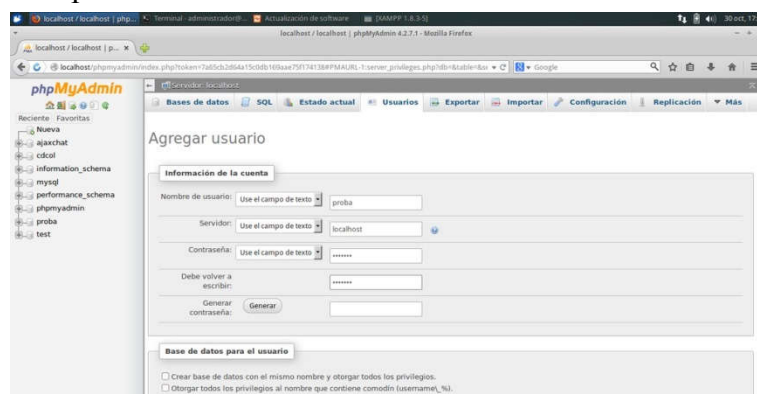 localhost / localhost | php...
Terminal - administrador@...
Actualización de software
[XAMPP 1.8.3-5]
30 oct, 17:
localhost / localhost | phpMyAdmin 4.2.7.1 - Mozilla Firefox
localhost / localhost | p...
Google
phpMyAdmin
Reciente Favoritas
Nueva
ajaxchat
cdcol
information_schema
mysql
performance_schema
phpmyadmin
proba
test
Servidor: localhost
Bases de datos SQL Estado actual Usuarios Exportar Importar Configuración Replicación Más
Agregar usuario
Información de la cuenta
Nombre de usuario: Use el campo de texto proba
Servidor: Use el campo de texto localhost
Contraseña: Use el campo de texto •••••••
Debe volver a
escribir: •••••••
Generar
contraseña: Generar
Base de datos para el usuario
Crear base de datos con el mismo nombre y otorgar todos los privilegios.
Otorgar todos los privilegios al nombre que contiene comodín (username\_%).